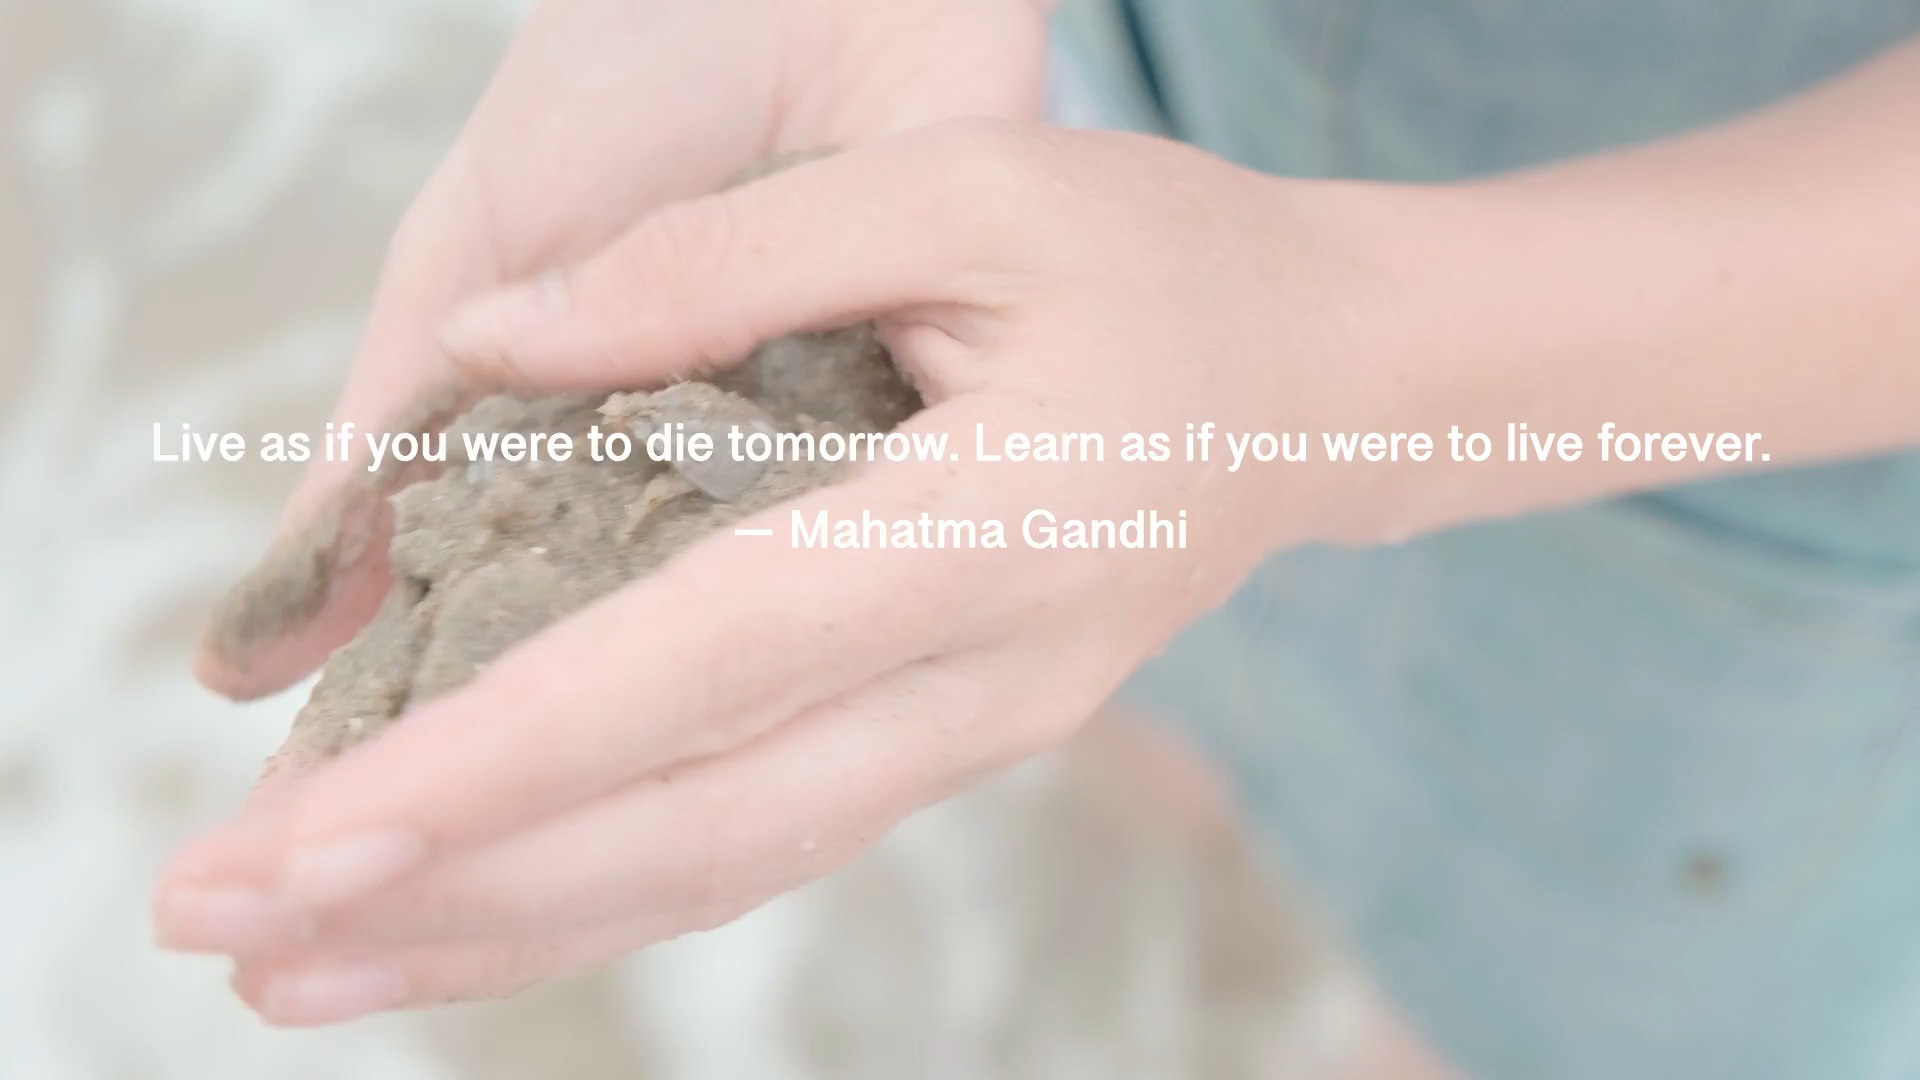 Live as if you were to die tomorrow. Learn as if you were to live forever.
— Mahatma Gandhi